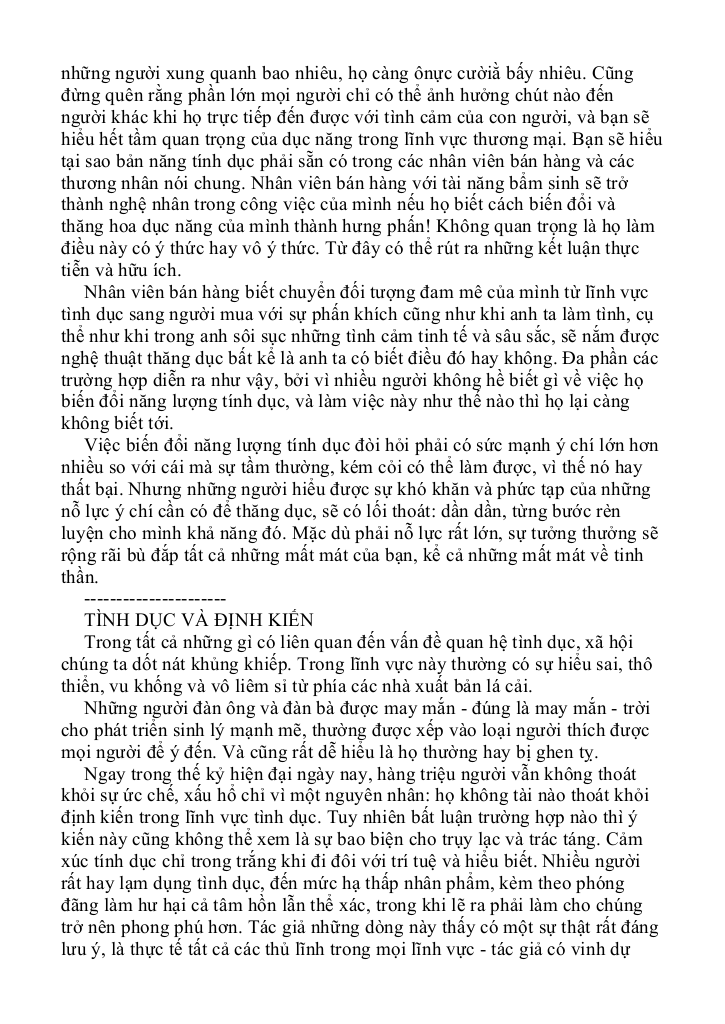 những người xung quanh bao nhiêu, họ càng ônực cườiằ bấy nhiêu. Cũng
đừng quên rằng phần lớn mọi người chỉ có thể ảnh hưởng chút nào đến
người khác khi họ trực tiếp đến được với tình cảm của con người, và bạn sẽ
hiểu hết tầm quan trọng của dục năng trong lĩnh vực thương mại. Bạn sẽ hiểu
tại sao bản năng tính dục phải sẵn có trong các nhân viên bán hàng và các
thương nhân nói chung. Nhân viên bán hàng với tài năng bẩm sinh sẽ trở
thành nghệ nhân trong công việc của mình nếu họ biết cách biến đổi và
thăng hoa dục năng của mình thành hưng phấn! Không quan trọng là họ làm
điều này có ý thức hay vô ý thức. Từ đây có thể rút ra những kết luận thực
tiễn và hữu ích.
Nhân viên bán hàng biết chuyển đối tượng đam mê của mình từ lĩnh vực
tình dục sang người mua với sự phấn khích cũng như khi anh ta làm tình, cụ
thể như khi trong anh sôi sục những tình cảm tinh tế và sâu sắc, sẽ nắm được
nghệ thuật thăng dục bất kể là anh ta có biết điều đó hay không. Đa phần các
trường hợp diễn ra như vậy, bởi vì nhiều người không hề biết gì về việc họ
biến đổi năng lượng tính dục, và làm việc này như thế nào thì họ lại càng
không biết tới.
Việc biến đổi năng lượng tính dục đòi hỏi phải có sức mạnh ý chí lớn hơn
nhiều so với cái mà sự tầm thường, kém cỏi có thể làm được, vì thế nó hay
thất bại. Nhưng những người hiểu được sự khó khăn và phức tạp của những
nỗ lực ý chí cần có để thăng dục, sẽ có lối thoát: dần dần, từng bước rèn
luyện cho mình khả năng đó. Mặc dù phải nỗ lực rất lớn, sự tưởng thưởng sẽ
rộng rãi bù đắp tất cả những mất mát của bạn, kể cả những mất mát về tinh
thần.
----------------------
TÌNH DỤC VÀ ĐỊNH KIẾN
Trong tất cả những gì có liên quan đến vấn đề quan hệ tình dục, xã hội
chúng ta dốt nát khủng khiếp. Trong lĩnh vực này thường có sự hiểu sai, thô
thiển, vu khống và vô liêm sỉ từ phía các nhà xuất bản lá cải.
Những người đàn ông và đàn bà được may mắn - đúng là may mắn - trời
cho phát triển sinh lý mạnh mẽ, thường được xếp vào loại người thích được
mọi người để ý đến. Và cũng rất dễ hiểu là họ thường hay bị ghen tỵ.
Ngay trong thế kỷ hiện đại ngày nay, hàng triệu người vẫn không thoát
khỏi sự ức chế, xấu hổ chỉ vì một nguyên nhân: họ không tài nào thoát khỏi
định kiến trong lĩnh vực tình dục. Tuy nhiên bất luận trường hợp nào thì ý
kiến này cũng không thể xem là sự bao biện cho trụy lạc và trác táng. Cảm
xúc tính dục chỉ trong trắng khi đi đôi với trí tuệ và hiểu biết. Nhiều người
rất hay lạm dụng tình dục, đến mức hạ thấp nhân phẩm, kèm theo phóng
đãng làm hư hại cả tâm hồn lẫn thể xác, trong khi lẽ ra phải làm cho chúng
trở nên phong phú hơn. Tác giả những dòng này thấy có một sự thật rất đáng
lưu ý, là thực tế tất cả các thủ lĩnh trong mọi lĩnh vực - tác giả có vinh dự